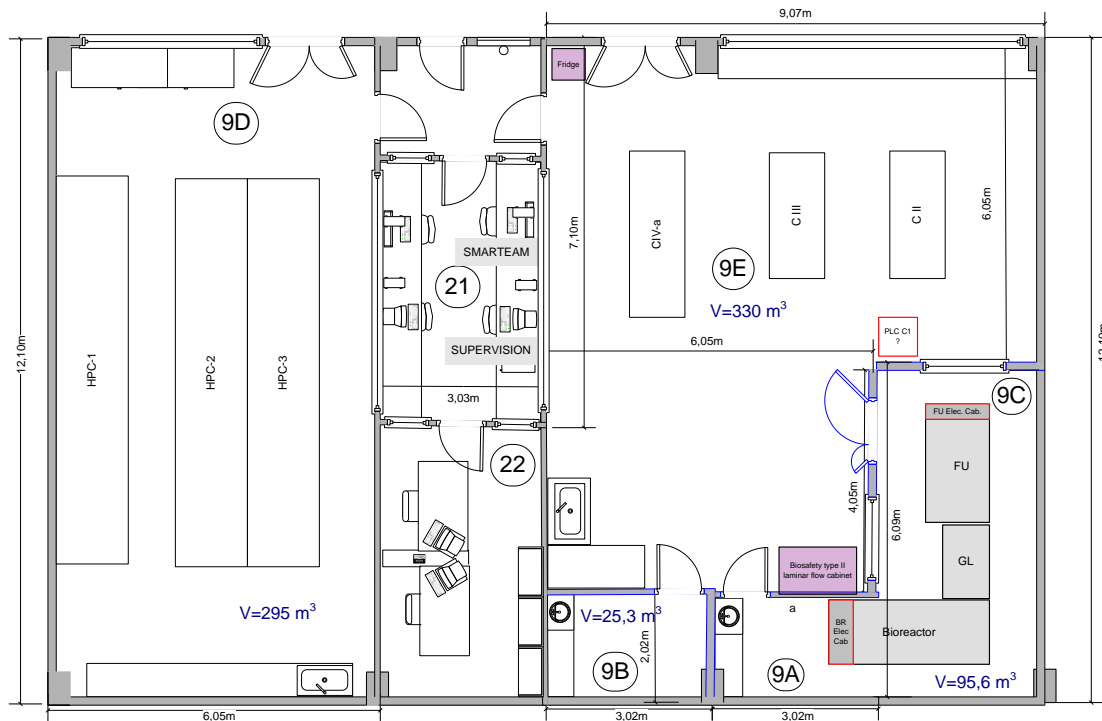 9,07m
Fridge
9D
CIV-a
C III
C II
6,05m
7,10m
SMARTEAM
9E
21
V=330 m³
PLC C1
?
12,10m
HPC-1
HPC-2
HPC-3
SUPERVISION
6,05m
3,03m
9C
FU Elec. Cab.
22
FU
4,05m
6,09m
Biosafety type II
laminar flow cabinet
GL
a
V=295 m³
V=25,3 m³
BR
Elec
Cab
Bioreactor
2,02m
9B
9A
V=95,6 m³
6,05m
3,02m
3,02m